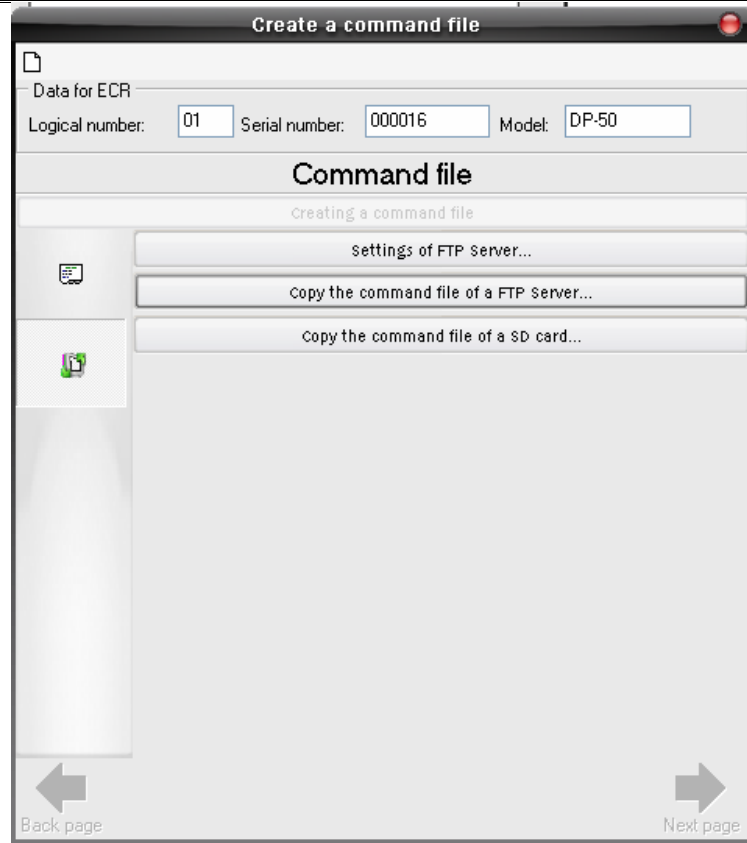 Create a command file
Data for ECR
Logical number: 01 Serial number: 000016 Model: DP-50
Command file
Creating a command file
Settings of FTP Server...
Copy the command file of a FTP Server...
Copy the command file of a SD card...
Back page Next page